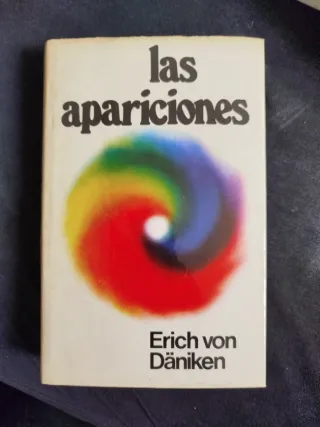 las
apariciones
Erich von
Däniken